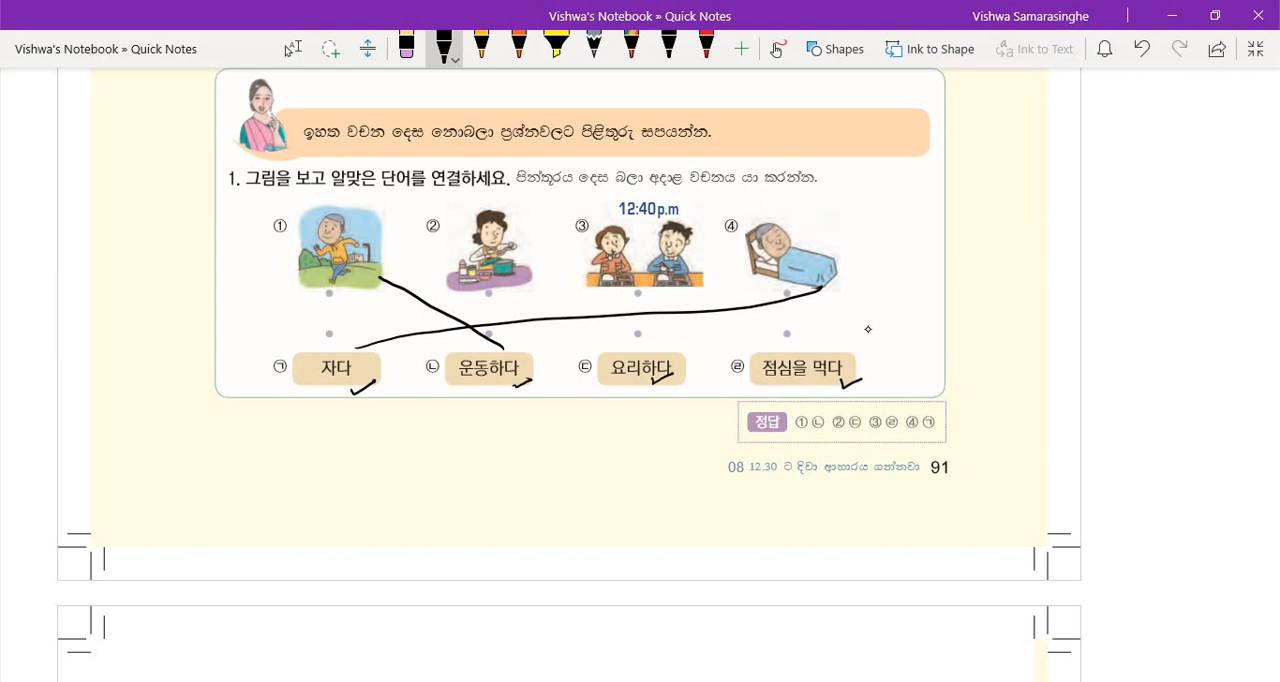 Vishwa's Notebook » Quick Notes
Vishwa Samarasinghe
Vishwa's Notebook » Quick Notes
Shapes
Ink to Shape
Ink to Text
ඉහත වචන දෙස නොබලා ප්‍රශ්නවලට පිළිතුරු සපයන්න.
1. 그림을 보고 알맞은 단어를 연결하세요. පින්තූරය දෙස බලා අදාළ වචනය යා කරන්න.
12:40p.m
① ② ③ ④
㉠ 자다 ㉡ 운동하다 ㉢ 요리하다 ㉣ 점심을 먹다
정답 ①㉡ ②㉢ ③㉣ ④㉠
08 12.30 ට දිවා ආහාරය ගන්නවා 91